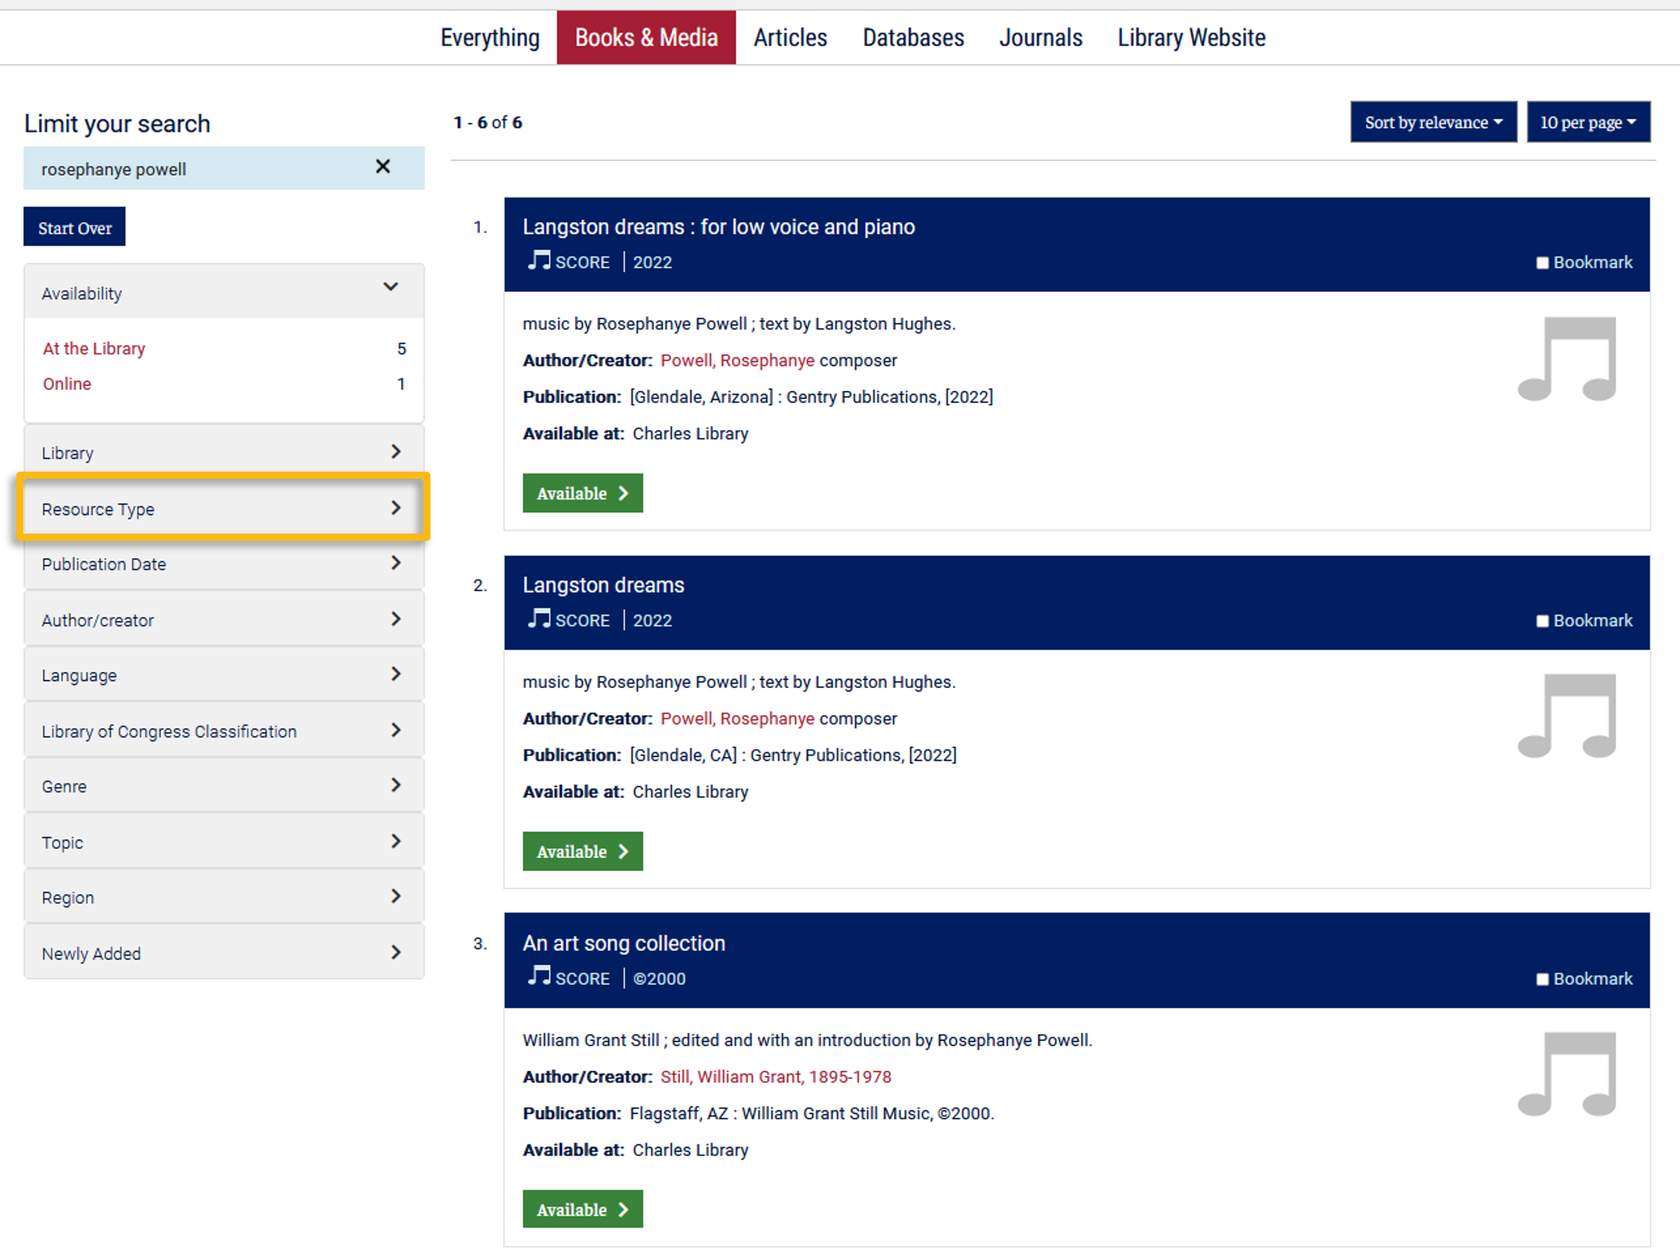 Everything Books & Media Articles Databases Journals Library Website
Limit your search
rosephanye powell
Start Over
Availability
At the Library 5
Online 1
Library
Resource Type
Publication Date
Author/creator
Language
Library of Congress Classification
Genre
Topic
Region
Newly Added
1 - 6 of 6
Sort by relevance
10 per page
1. Langston dreams : for low voice and piano
SCORE | 2022
Bookmark
music by Rosephanye Powell ; text by Langston Hughes.
Author/Creator: Powell, Rosephanye composer
Publication: [Glendale, Arizona] : Gentry Publications, [2022]
Available at: Charles Library
Available
2. Langston dreams
SCORE | 2022
Bookmark
music by Rosephanye Powell ; text by Langston Hughes.
Author/Creator: Powell, Rosephanye composer
Publication: [Glendale, CA] : Gentry Publications, [2022]
Available at: Charles Library
Available
3. An art song collection
SCORE | ©2000
Bookmark
William Grant Still ; edited and with an introduction by Rosephanye Powell.
Author/Creator: Still, William Grant, 1895-1978
Publication: Flagstaff, AZ : William Grant Still Music, ©2000.
Available at: Charles Library
Available